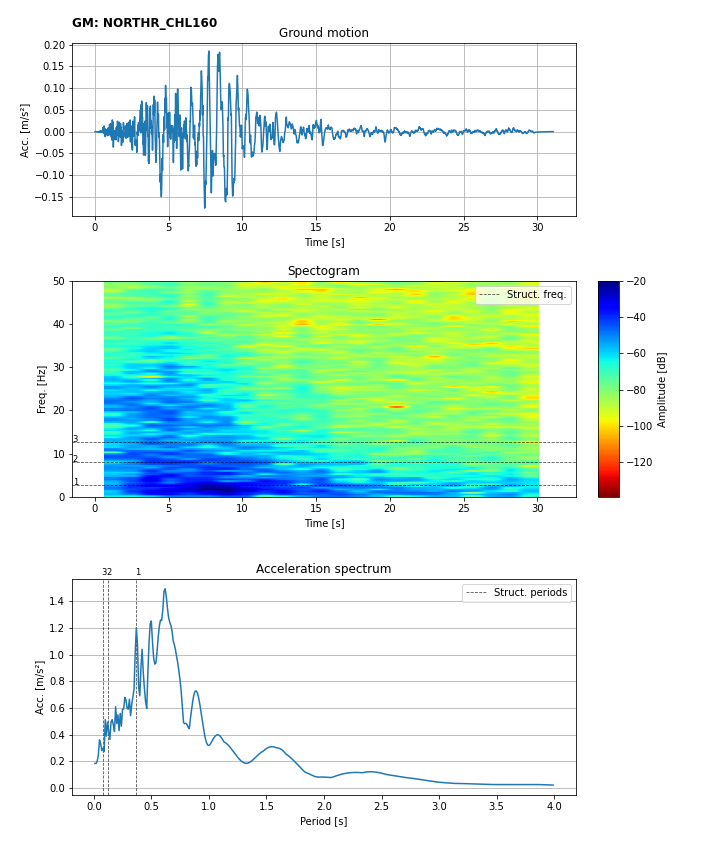 GM: NORTHR_CHL160
Ground motion
0.20
0.15
0.10
0.05
0.00
−0.05
−0.10
−0.15
Acc. [m/s²]
0 5 10 15 20 25 30
Time [s]
Spectogram
50
40
30
20
10
0
Freq. [Hz]
Struct. freq.
3
2
1
0 5 10 15 20 25 30
Time [s]
−20
−40
−60
−80
−100
−120
Amplitude [dB]
Acceleration spectrum
3 2 1
Struct. periods
1.4
1.2
1.0
0.8
0.6
0.4
0.2
0.0
Acc. [m/s²]
0.0 0.5 1.0 1.5 2.0 2.5 3.0 3.5 4.0
Period [s]